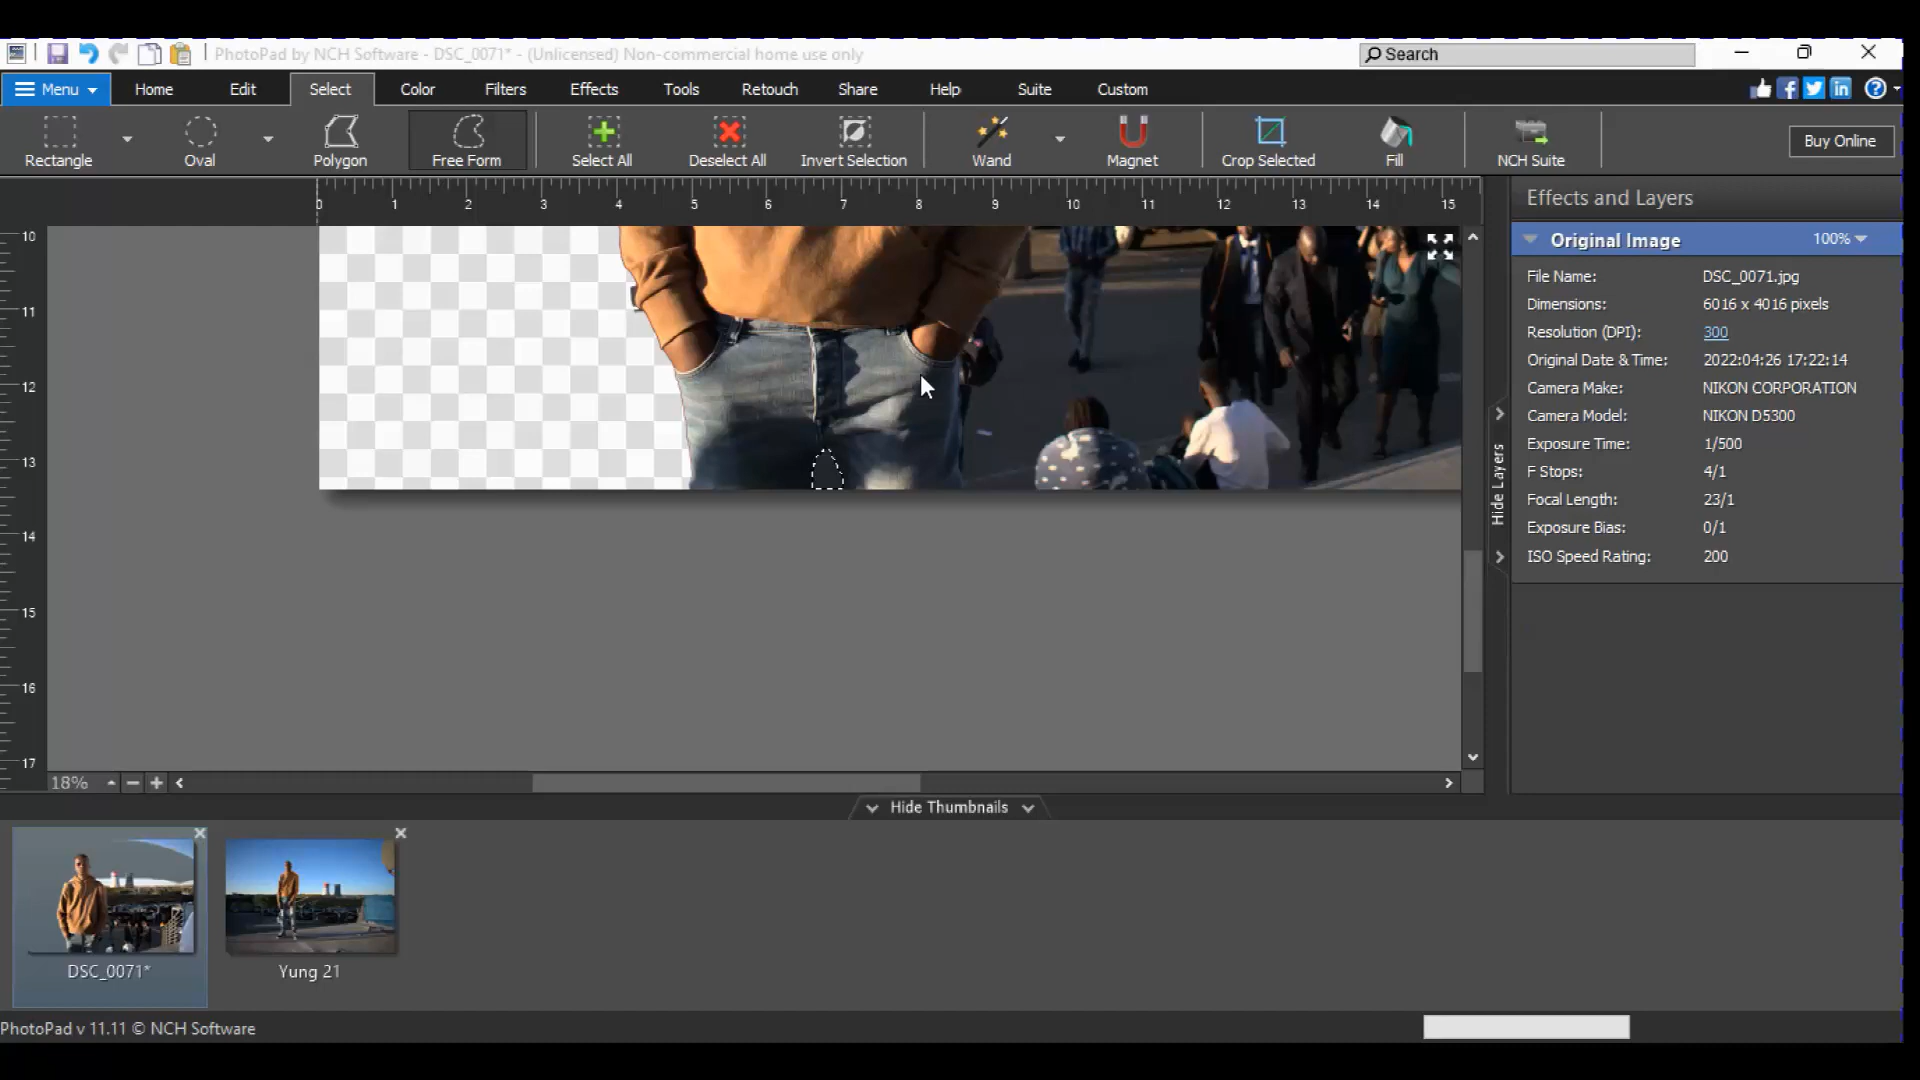 PhotoPad by NCH Software - DSC_0071* - (Unlicensed) Non-commercial home use only
Search
Menu Home Edit Select Color Filters Effects Tools Retouch Share Help Suite Custom
Rectangle Oval Polygon Free Form Select All Deselect All Invert Selection Wand Magnet Crop Selected Fill NCH Suite Buy Online
Effects and Layers
0 1 2 3 4 5 6 7 8 9 10 11 12 13 14 15
10
11
12
13
14
15
16
17
Original Image 100%
File Name: DSC_0071.jpg
Dimensions: 6016 x 4016 pixels
Resolution (DPI): 300
Original Date & Time: 2022:04:26 17:22:14
Camera Make: NIKON CORPORATION
Camera Model: NIKON D5300
Exposure Time: 1/500
F Stops: 4/1
Focal Length: 23/1
Exposure Bias: 0/1
ISO Speed Rating: 200
Hide Layers
18%
Hide Thumbnails
DSC_0071* Yung 21
PhotoPad v 11.11 © NCH Software